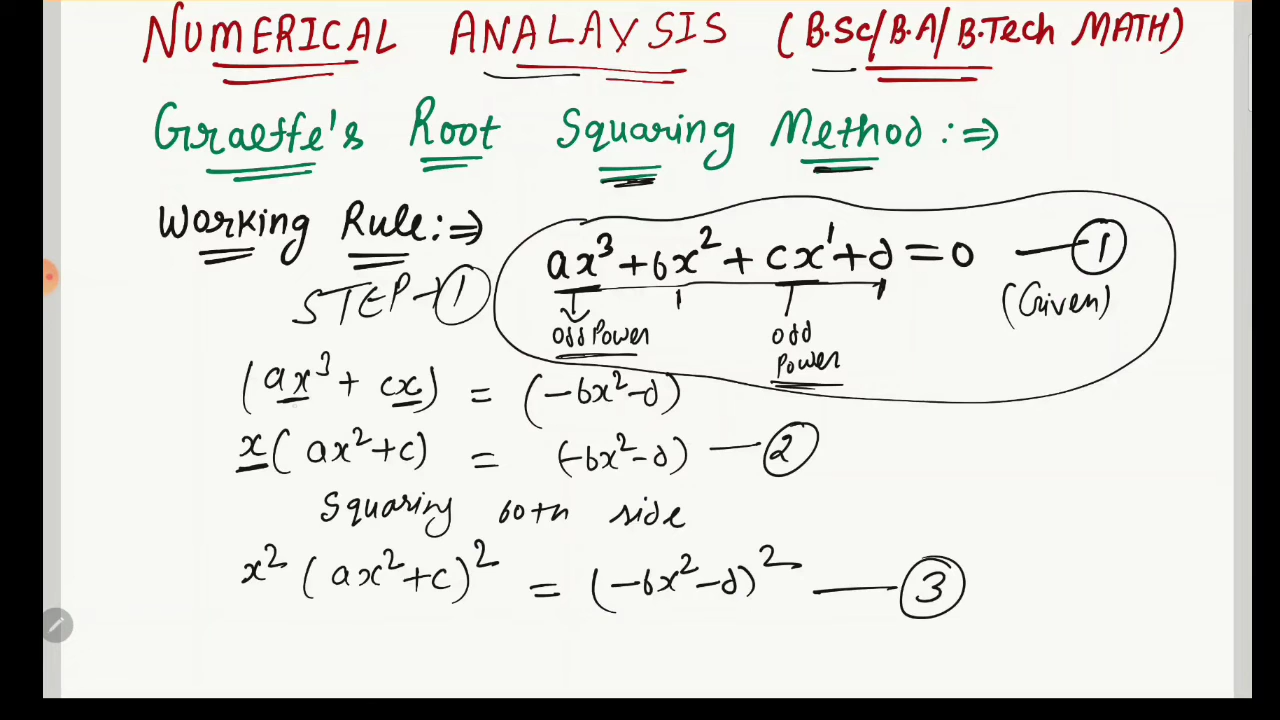 NUMERICAL ANALAYSIS (B.Sc/B.A/B.Tech MATH)
Graeffe's Root Squaring Method :⇒
Working Rule:⇒
ax³ + bx² + cx¹ + d = 0 — ①
(Given)
STEP→①
odd Power
odd Power
(ax³ + cx) = (-bx² - d)
x(ax² + c) = (-bx² - d) — ②
Squaring both side
x² (ax² + c)² = (-bx² - d)² — ③